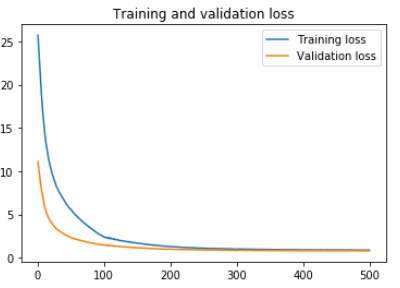 Training and validation loss
Training loss
Validation loss
25
20
15
10
5
0
0 100 200 300 400 500